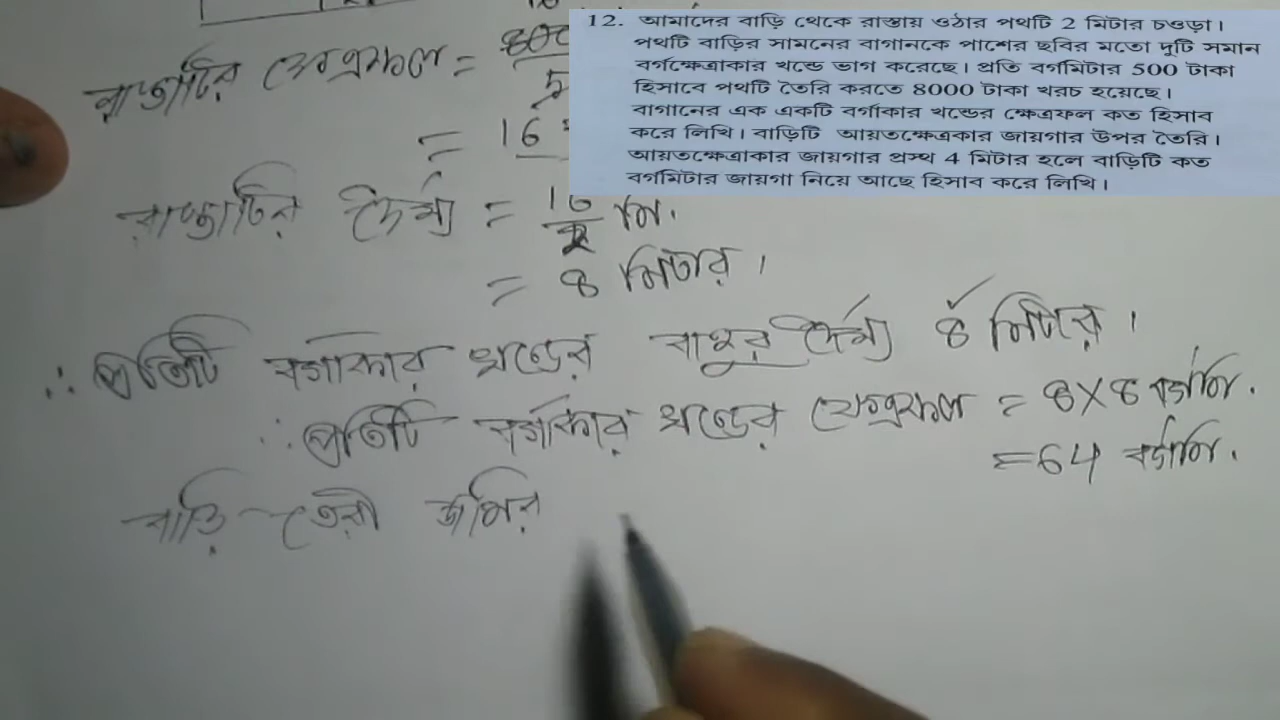 12. আমাদের বাড়ি থেকে রাস্তায় ওঠার পথটি 2 মিটার চওড়া।
পথটি বাড়ির সামনের বাগানকে পাশের ছবির মতো দুটি সমান
বর্গক্ষেত্রাকার খন্ডে ভাগ করেছে। প্রতি বর্গমিটার 500 টাকা
হিসাবে পথটি তৈরি করতে 8000 টাকা খরচ হয়েছে।
বাগানের এক একটি বর্গাকার খন্ডের ক্ষেত্রফল কত হিসাব
করে লিখি। বাড়িটি আয়তক্ষেত্রকার জায়গার উপর তৈরি।
আয়তক্ষেত্রাকার জায়গার প্রস্থ 4 মিটার হলে বাড়িটি কত
বর্গমিটার জায়গা নিয়ে আছে হিসাব করে লিখি।
রাস্তাটির ক্ষেত্রফল =
= 16
রাস্তাটির দৈর্ঘ্য = 16/2 মি.
= 8 মিটার।
∴ প্রতিটি বর্গাকার খন্ডের বাহুর দৈর্ঘ্য 8 মিটার।
∴ প্রতিটি বর্গাকার খন্ডের ক্ষেত্রফল = 8×8 বর্গমি.
=64 বর্গমি.
বাড়ি তৈরী জমির